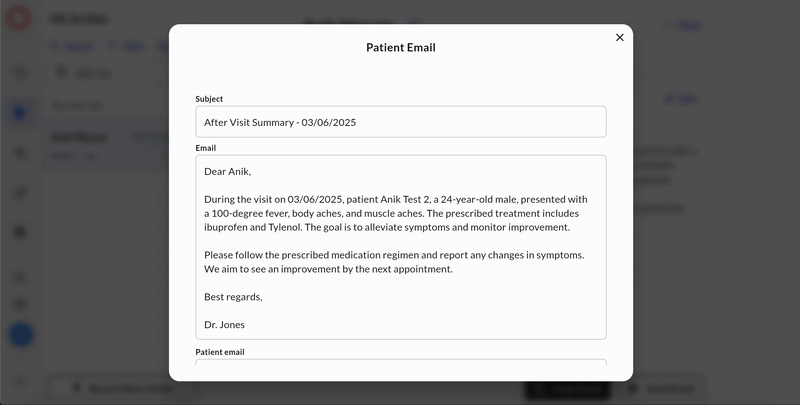 Patient Email
Subject
After Visit Summary - 03/06/2025
Email
Dear Anik,
During the visit on 03/06/2025, patient Anik Test 2, a 24-year-old male, presented with
a 100-degree fever, body aches, and muscle aches. The prescribed treatment includes
ibuprofen and Tylenol. The goal is to alleviate symptoms and monitor improvement.
Please follow the prescribed medication regimen and report any changes in symptoms.
We aim to see an improvement by the next appointment.
Best regards,
Dr. Jones
Patient email